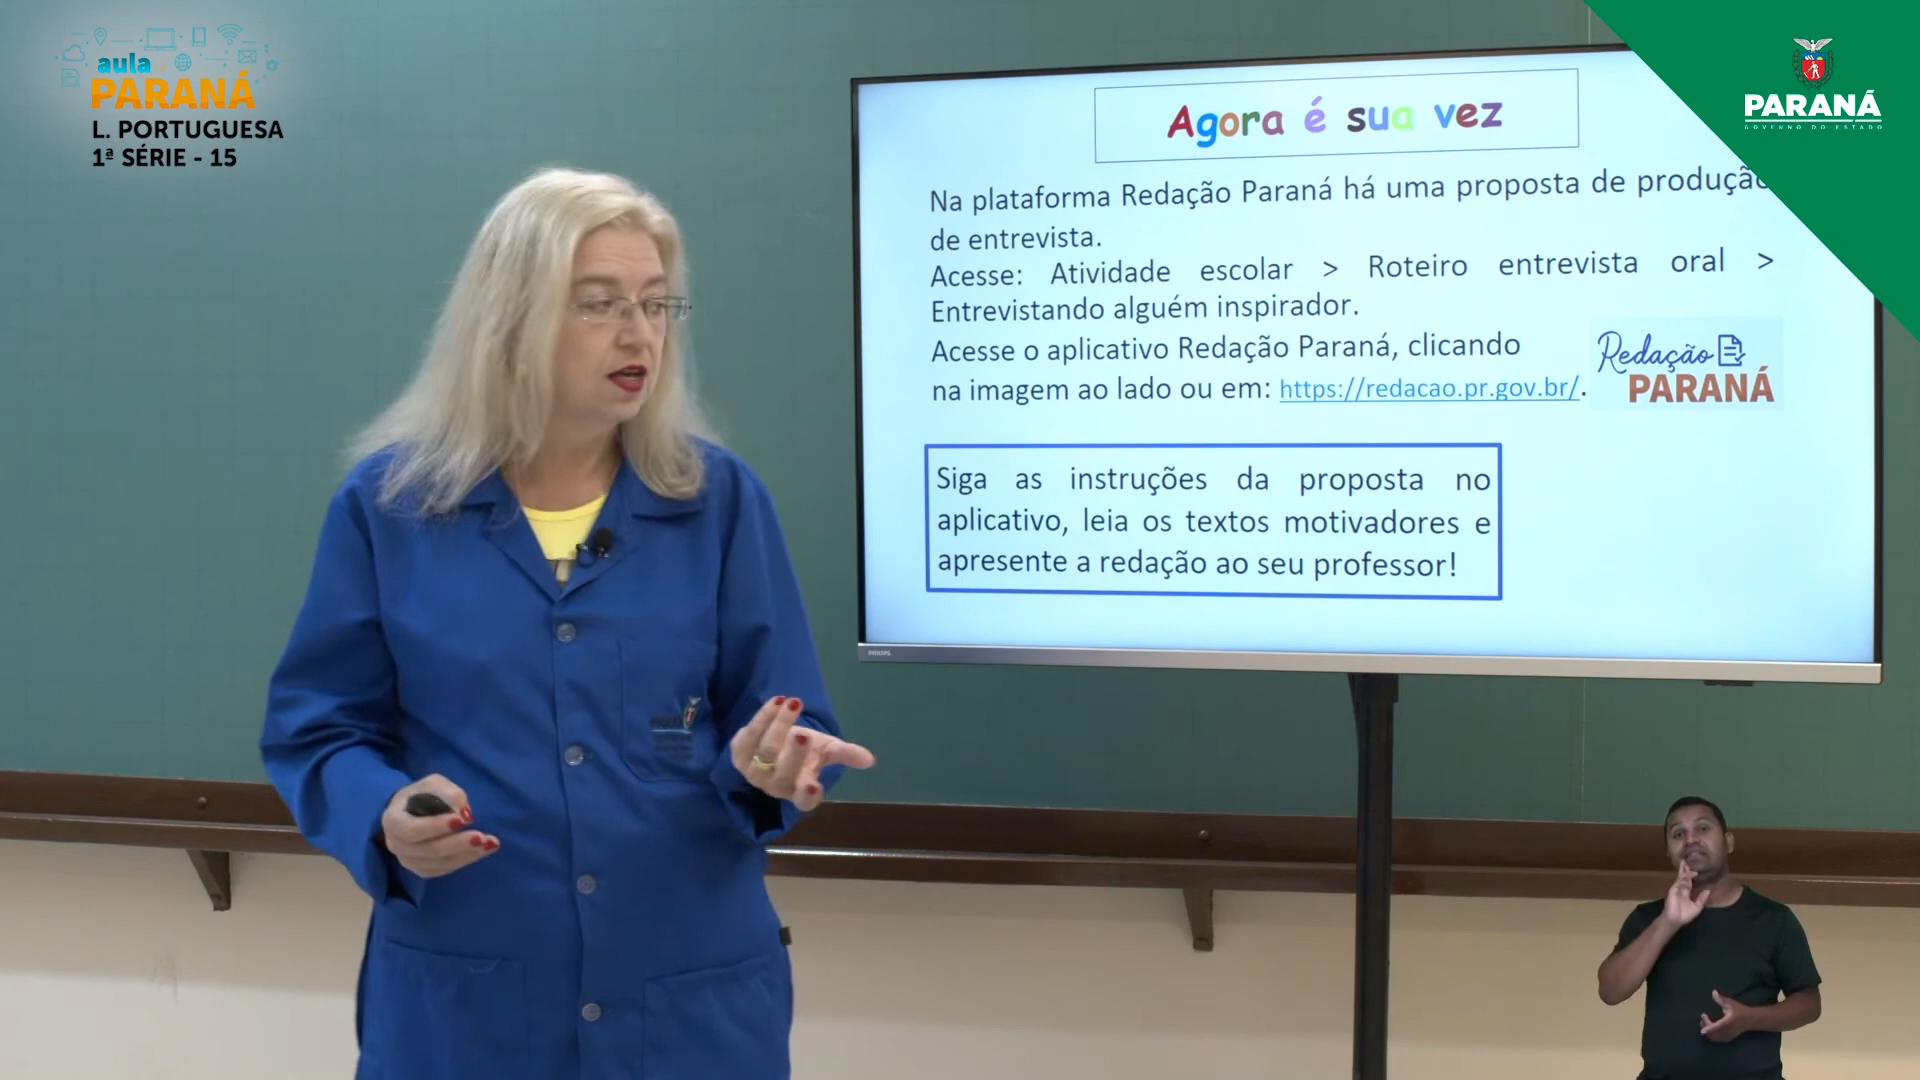 aula
PARANÁ
L. PORTUGUESA
1ª SÉRIE - 15
PARANÁ
GOVERNO DO ESTADO
Agora é sua vez
Na plataforma Redação Paraná há uma proposta de produção
de entrevista.
Acesse: Atividade escolar > Roteiro entrevista oral >
Entrevistando alguém inspirador.
Acesse o aplicativo Redação Paraná, clicando
na imagem ao lado ou em: https://redacao.pr.gov.br/.
Redação
PARANÁ
Siga as instruções da proposta no
aplicativo, leia os textos motivadores e
apresente a redação ao seu professor!
PHILIPS